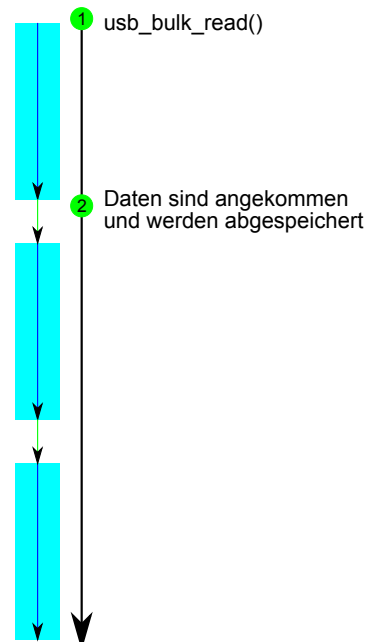 1 usb_bulk_read()
2 Daten sind angekommen
und werden abgespeichert